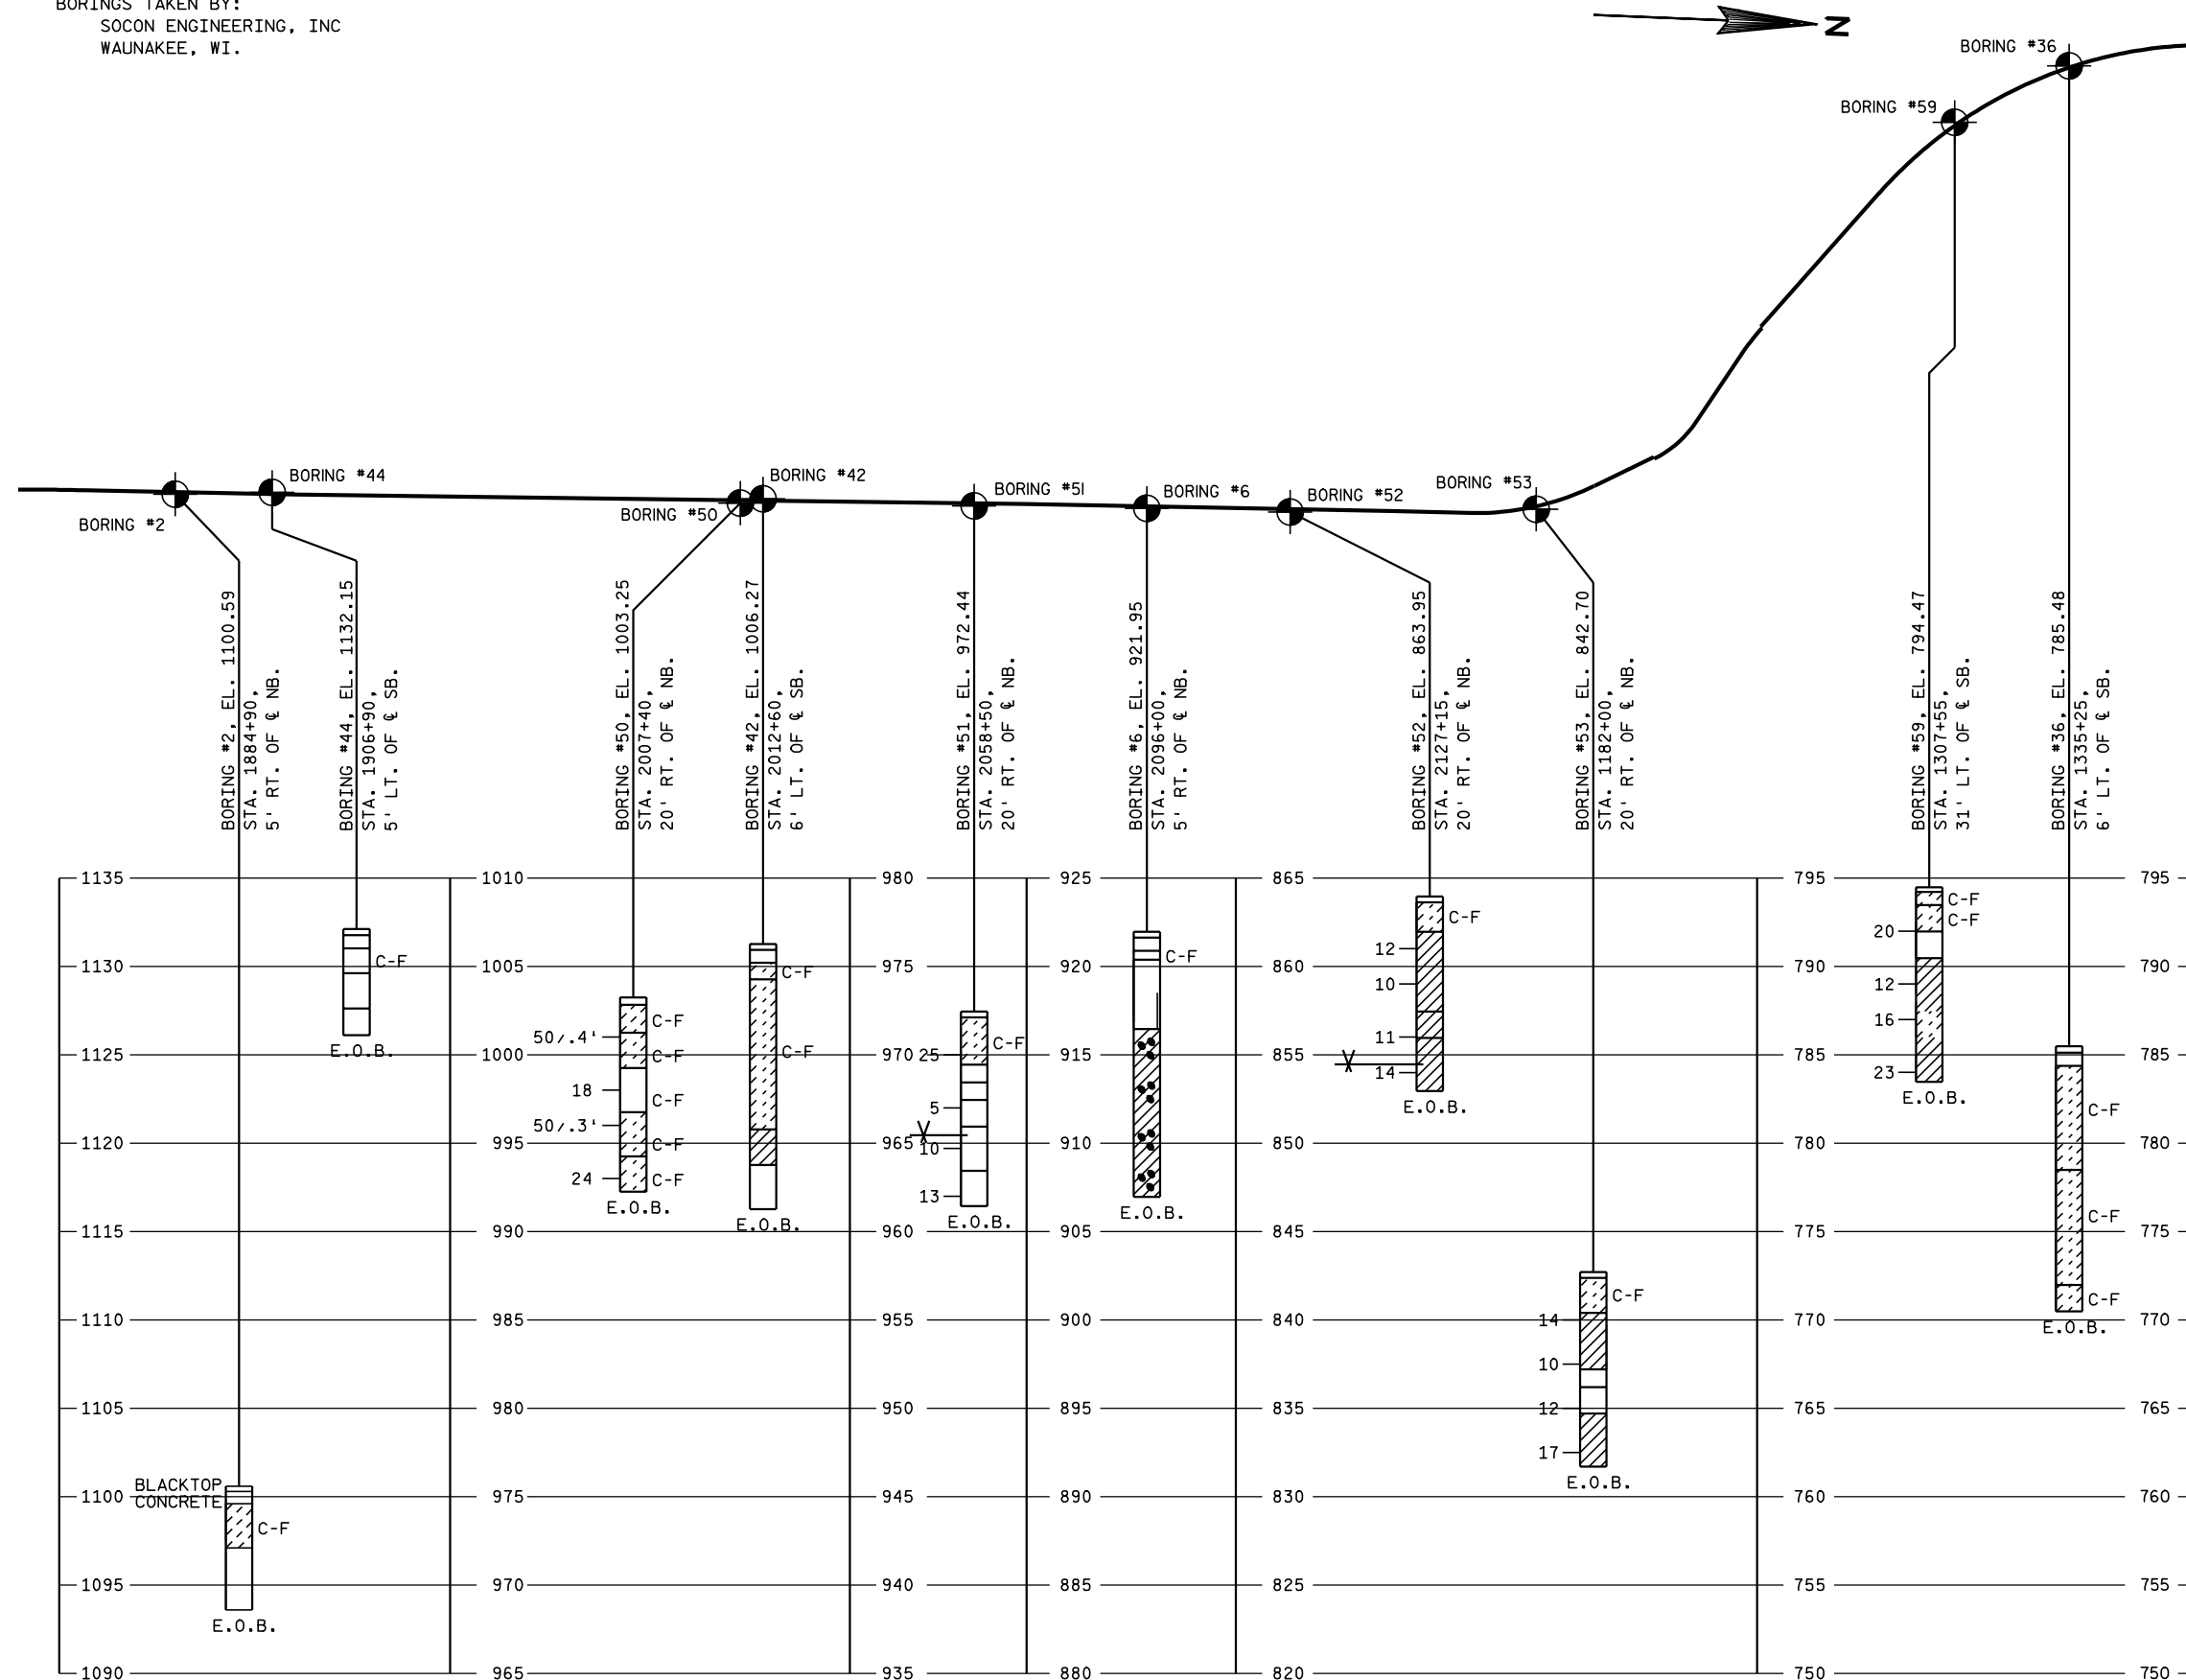 BORINGS TAKEN BY:
SOCON ENGINEERING, INC
WAUNAKEE, WI.
N
BORING #36
BORING #59
BORING #44
BORING #42
BORING #51
BORING #6
BORING #52
BORING #53
BORING #50
BORING #2
BORING #2, EL. 1100.59
STA. 1884+90,
5' RT. OF ℄ NB.
BORING #44, EL. 1132.15
STA. 1906+90,
5' LT. OF ℄ SB.
BORING #50, EL. 1003.25
STA. 2007+40,
20' RT. OF ℄ NB.
BORING #42, EL. 1006.27
STA. 2012+60,
6' LT. OF ℄ SB.
BORING #51, EL. 972.44
STA. 2058+50,
20' RT. OF ℄ NB.
BORING #6, EL. 921.95
STA. 2096+00,
5' RT. OF ℄ NB.
BORING #52, EL. 863.95
STA. 2127+15,
20' RT. OF ℄ NB.
BORING #53, EL. 842.70
STA. 1182+00,
20' RT. OF ℄ NB.
BORING #59, EL. 794.47
STA. 1307+55,
31' LT. OF ℄ SB.
BORING #36, EL. 785.48
STA. 1335+25,
6' LT. OF ℄ SB.
1135 1010 980 925 865 795 795
C-F C-F
C-F
20
12
C-F
C-F
C-F
1130 1005 975 920 860 790 790
C-F
10 12
C-F 16
50/.4' 11
C-F
E.O.B.
1125 1000 C-F C-F 970 25 915 855 785 785
14 23
18 E.O.B.
C-F 5 E.O.B.
C-F
50/.3'
1120 995 C-F 965 910 850 780 780
10
24 C-F
13
E.O.B. E.O.B. E.O.B. E.O.B.
C-F
1115 990 960 905 845 775 775
C-F
C-F
1110 985 955 900 840 14 770 770
E.O.B.
10
1105 980 950 895 835 12 765 765
17
E.O.B.
BLACKTOP
1100 CONCRETE 975 945 890 830 760 760
C-F
1095 970 940 885 825 755 755
E.O.B.
1090 965 935 880 820 750 750